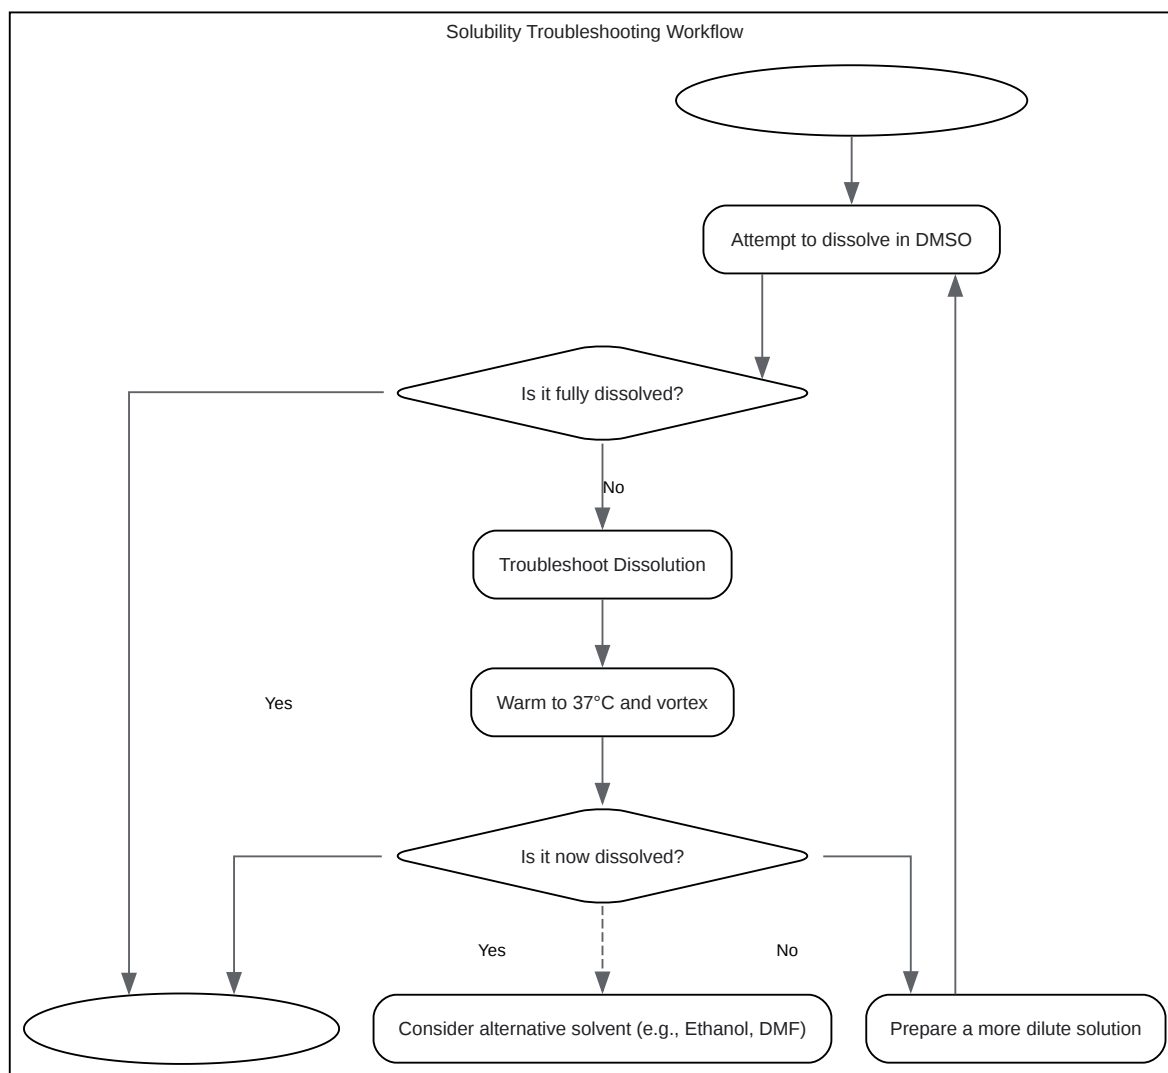 Solubility Troubleshooting Workflow
Attempt to dissolve in DMSO
Is it fully dissolved?
No
Troubleshoot Dissolution
Yes
Warm to 37°C and vortex
Is it now dissolved?
Yes
No
Consider alternative solvent (e.g., Ethanol, DMF)
Prepare a more dilute solution